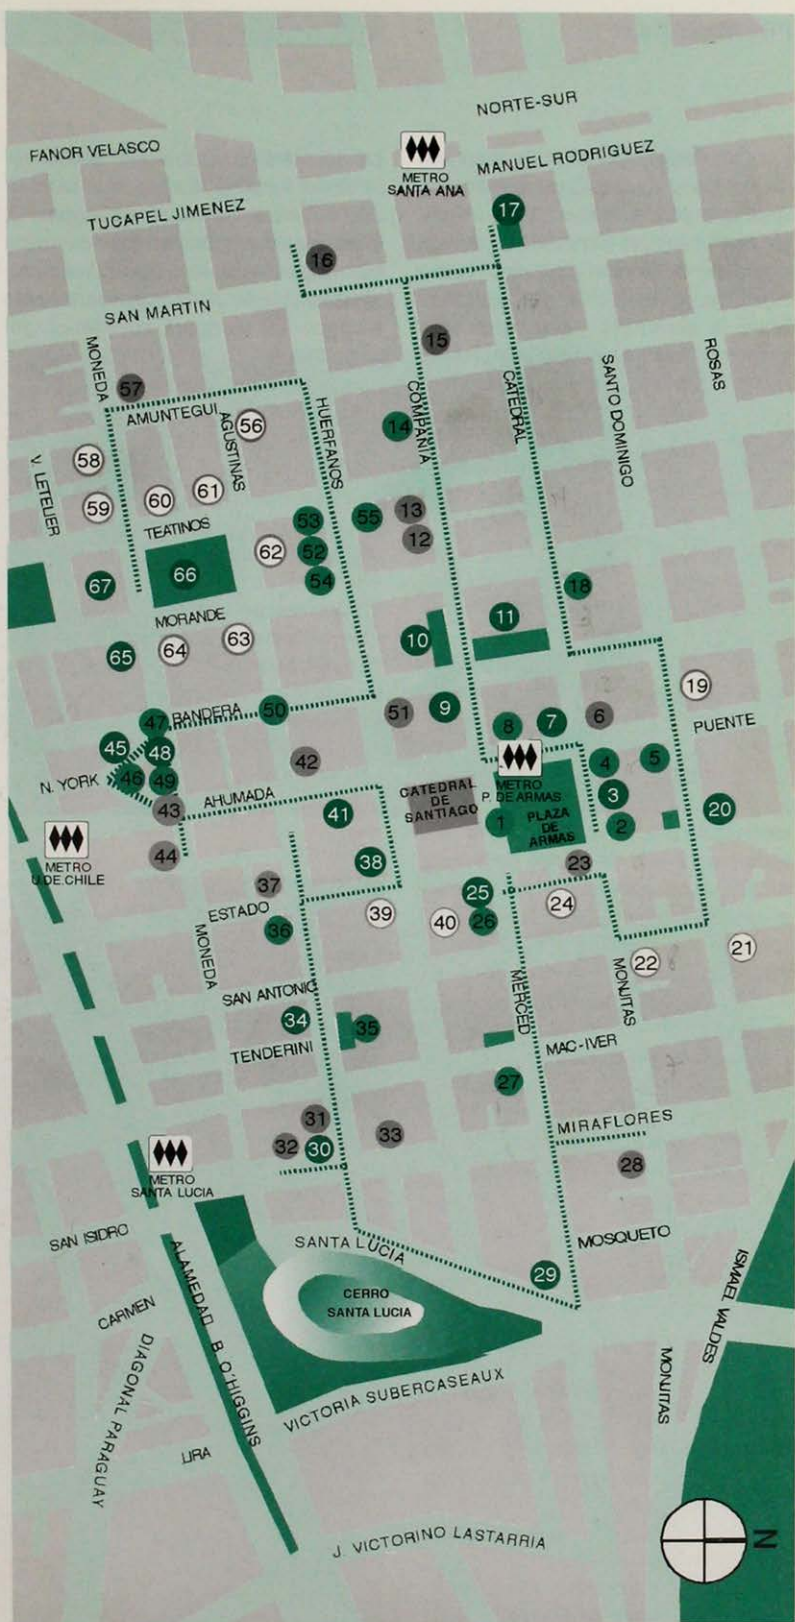 NORTE-SUR
FANOR VELASCO
MANUEL RODRIGUEZ
METRO
SANTA ANA
TUCAPEL JIMENEZ
17
16
SAN MARTIN
15
MONEDA
57
AMUNTEGUI
AGUSTINAS
56
HUERFANOS
COMPAÑIA
14
CATEDRAL
SANTO DOMINIGO
ROSAS
58
V. LETELIER
59
60
61
TEATINOS
53
55
13
62
52
12
54
67
66
18
MORANDE
11
10
65
64
63
19
9
51
50
BANDERA
47
8
7
6
PUENTE
45
48
42
4
5
N. YORK
46
49
AHUMADA
43
41
CATEDRAL
DE
SANTIAGO
METRO
P. DE ARMAS
PLAZA
DE
ARMAS
1
3
2
20
METRO
U.DE CHILE
44
38
23
37
25
ESTADO
39
40
26
24
36
MONEDA
22
21
SAN ANTONIO
MERCED
MONJITAS
34
35
TENDERINI
MAC-IVER
27
31
MIRAFLORES
32
30
33
28
METRO
SANTA LUCIA
SAN ISIDRO
SANTA LUCIA
MOSQUETO
29
CERRO
SANTA LUCIA
ISMAEL VALDES
CARMEN
ALAMEDAD B. O'HIGGINS
DIAGONAL PARAGUAY
VICTORIA SUBERCASEAUX
MONJITAS
LIRA
J. VICTORINO LASTARRIA
N